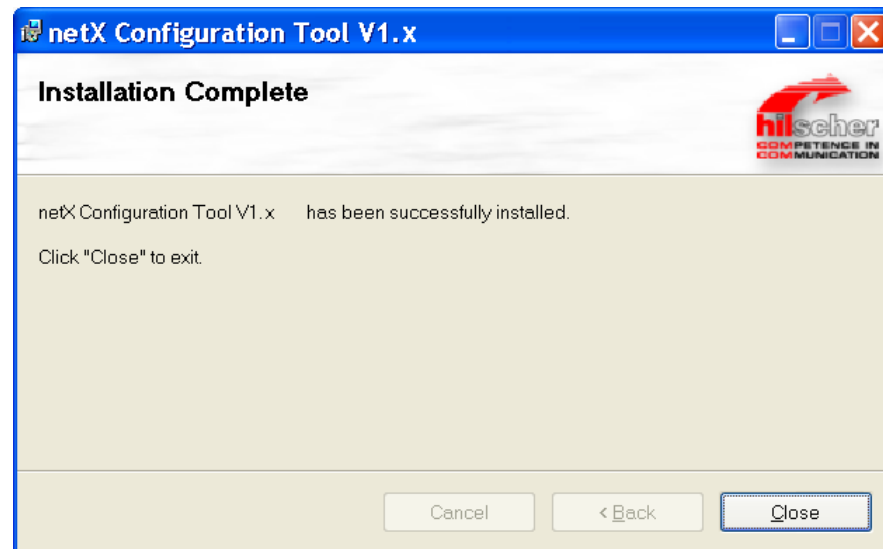 netX Configuration Tool V1.x
Installation Complete
hilscher
COMPETENCE IN
COMMUNICATION
netX Configuration Tool V1.x has been successfully installed.
Click "Close" to exit.
Cancel
< Back
Close